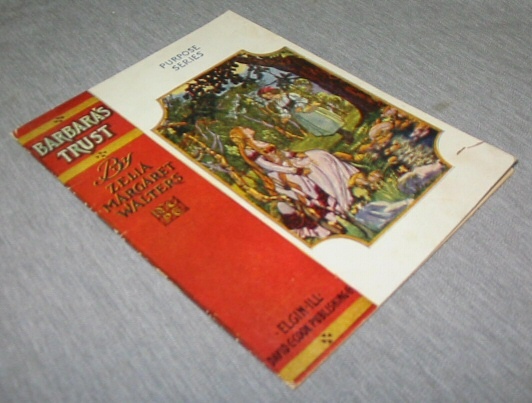 PURPOSE
SERIES
BARBARA'S
TRUST
By
ZELIA
MARGARET
WALTERS
ELGIN-ILL
DAVID C. COOK PUBLISHING